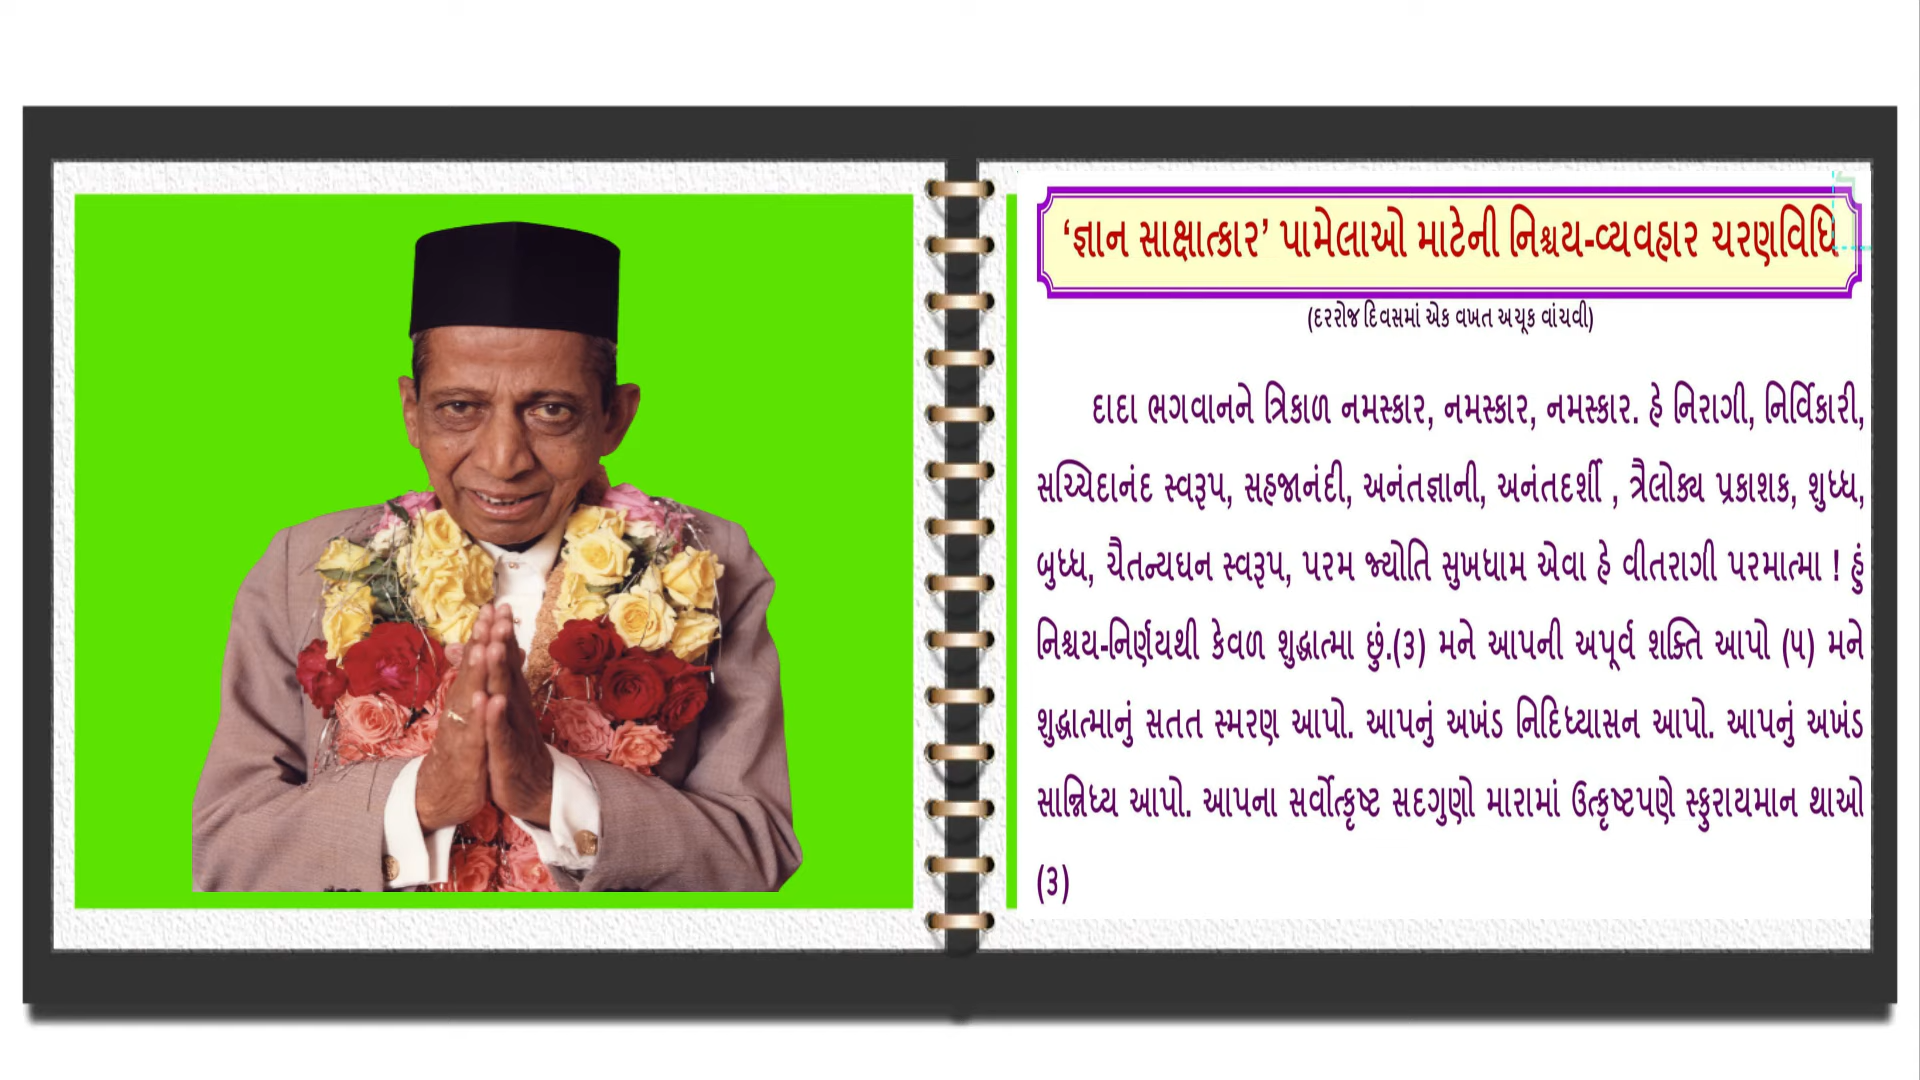 ‘જ્ઞાન સાક્ષાત્કાર’ પામેલાઓ માટેની નિશ્ચય-વ્યવહાર ચરણવિધિ
(દરરોજ દિવસમાં એક વખત અચૂક વાંચવી)
દાદા ભગવાનને ત્રિકાળ નમસ્કાર, નમસ્કાર, નમસ્કાર. હે નિરાગી, નિર્વિકારી,
સચ્ચિદાનંદ સ્વરૂપ, સહજાનંદી, અનંતજ્ઞાની, અનંતદર્શી , ત્રૈલોક્ય પ્રકાશક, શુધ્ધ,
બુધ્ધ, ચૈતન્યઘન સ્વરૂપ, પરમ જ્યોતિ સુખધામ એવા હે વીતરાગી પરમાત્મા ! હું
નિશ્ચય-નિર્ણયથી કેવળ શુદ્ધાત્મા છું.(૩) મને આપની અપૂર્વ શક્તિ આપો (૫) મને
શુદ્ધાત્માનું સતત સ્મરણ આપો. આપનું અખંડ નિદિધ્યાસન આપો. આપનું અખંડ
સાન્નિધ્ય આપો. આપના સર્વોત્કૃષ્ટ સદગુણો મારામાં ઉત્કૃષ્ટપણે સ્ફુરાયમાન થાઓ
(૩)